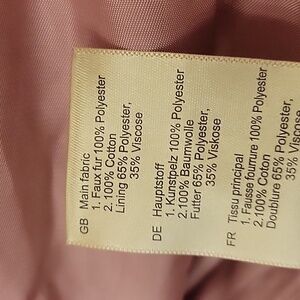 GB Main fabric
1. Faux fur 100% Polyester
2. 100% Cotton
Lining 65% Polyester,
35% Viscose
DE Hauptstoff
1. Kunstpelz 100% Polyester
2.100% Baumwolle
Futter 65% Polyester,
35% Viskose
FR Tissu principal
1. Fausse fourrure 100% Polyester
2.100% Coton
Doublure 65% Polyester,
35% Viscose